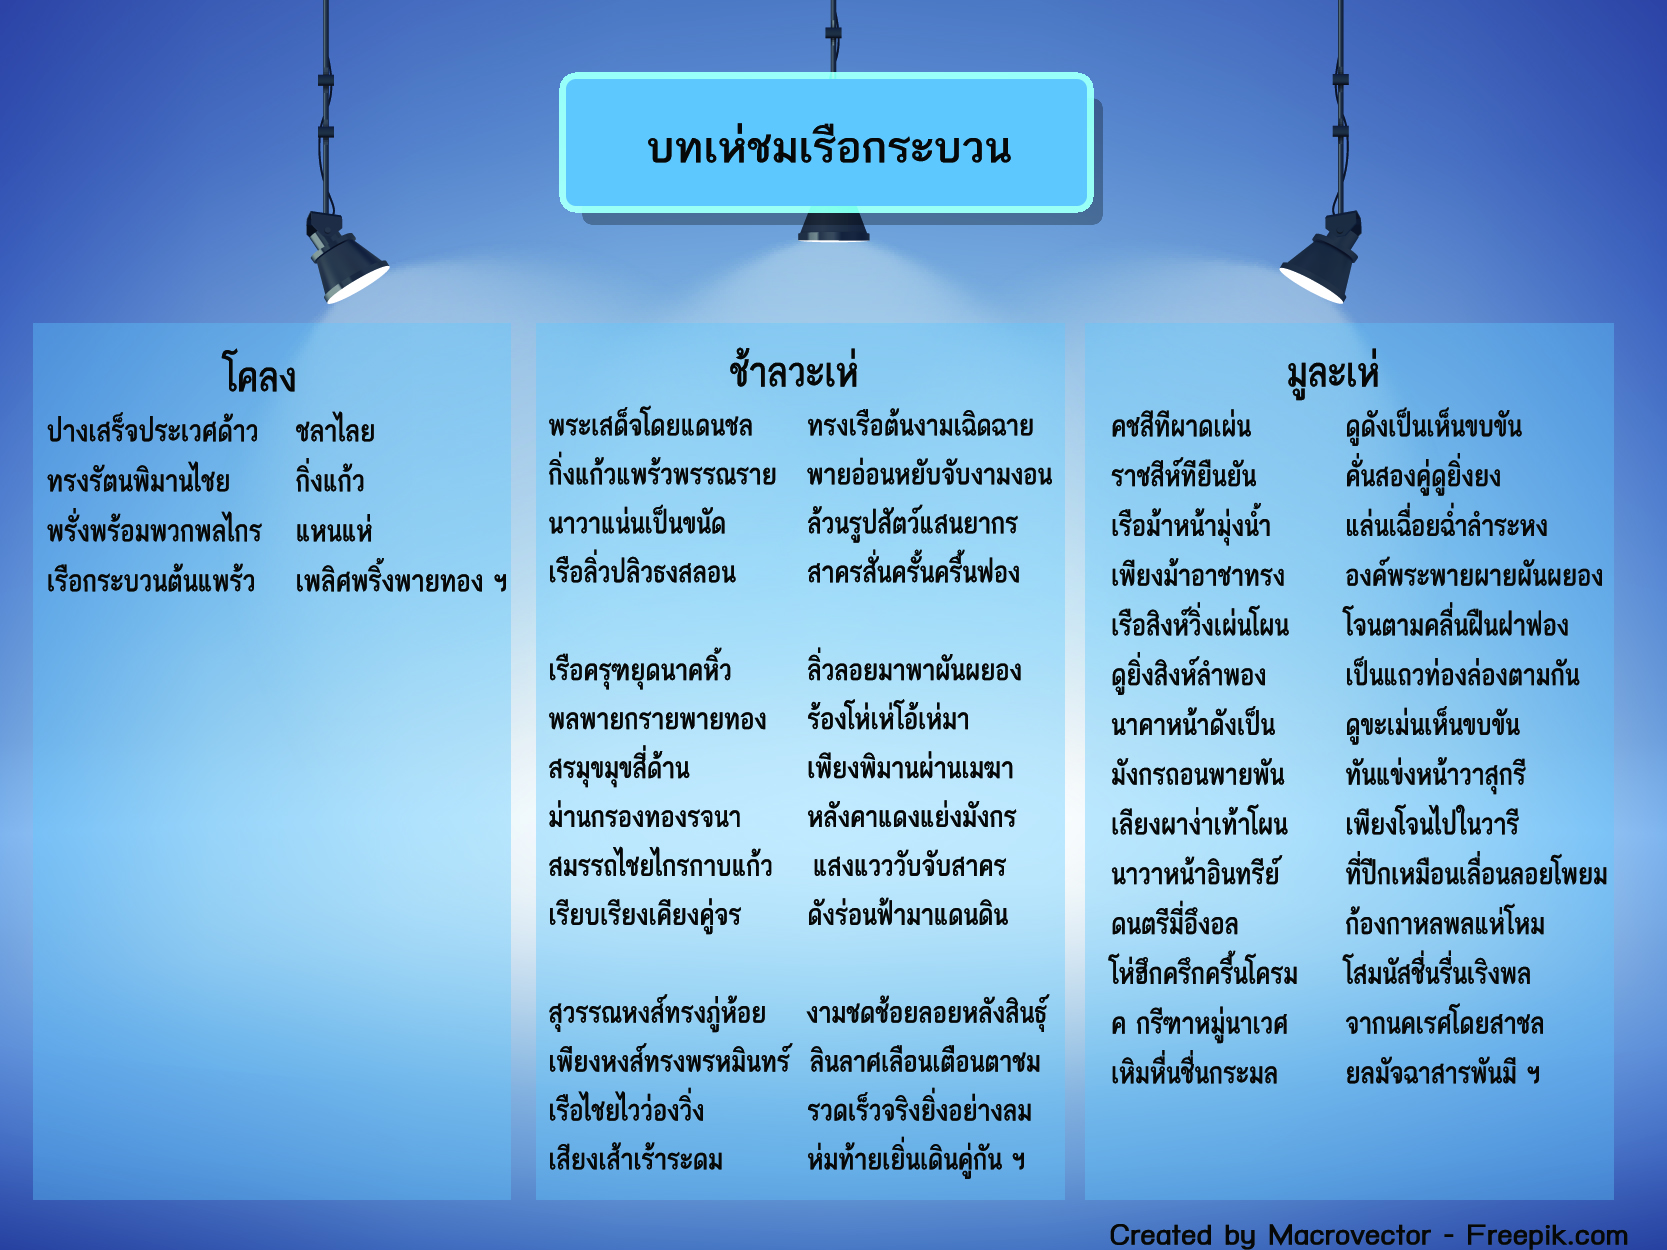 บทเห่ชมเรือกระบวน
โคลง
ปางเสร็จประเวศด้าว ชลาไลย
ทรงรัตนพิมานไชย กิ่งแก้ว
พรั่งพร้อมพวกพลไกร แหนแห่
เรือกระบวนต้นแพร้ว เพลิศพริ้งพายทอง ฯ
ช้าลวะเห่
พระเสด็จโดยแดนชล ทรงเรือต้นงามเฉิดฉาย
กิ่งแก้วแพร้วพรรณราย พายอ่อนหยับจับงามงอน
นาวาแน่นเป็นขนัด ล้วนรูปสัตว์แสนยากร
เรือลิ่วปลิวธงสลอน สาครสั่นครั้นครื้นฟอง
เรือครุฑยุดนาคหิ้ว ลิ่วลอยมาพาผันผยอง
พลพายกรายพายทอง ร้องโห่เห่โอ้เห่มา
สรมุขมุขสี่ด้าน เพียงพิมานผ่านเมฆา
ม่านกรองทองรจนา หลังคาแดงแย่งมังกร
สมรรถไชยไกรกาบแก้ว แสงแวววับจับสาคร
เรียบเรียงเคียงคู่จร ดังร่อนฟ้ามาแดนดิน
สุวรรณหงส์ทรงภู่ห้อย งามชดช้อยลอยหลังสินธุ์
เพียงหงส์ทรงพรหมินทร์ ลินลาศเลือนเตือนตาชม
เรือไชยไวว่องวิ่ง รวดเร็วจริงยิ่งอย่างลม
เสียงเส้าเร้าระดม ห่มท้ายเยิ่นเดินคู่กัน ฯ
มูละเห่
คชสีทีผาดเผ่น ดูดังเป็นเห็นขบขัน
ราชสีห์ทียืนยัน คั่นสองคู่ดูยิ่งยง
เรือม้าหน้ามุ่งน้ำ แล่นเฉื่อยฉ่ำลำระหง
เพียงม้าอาชาทรง องค์พระพายผายผันผยอง
เรือสิงห์วิ่งเผ่นโผน โจนตามคลื่นฝืนฝาฟอง
ดูยิ่งสิงห์ลำพอง เป็นแถวท่องล่องตามกัน
นาคาหน้าดังเป็น ดูขะเม่นเห็นขบขัน
มังกรถอนพายพัน ทันแข่งหน้าวาสุกรี
เลียงผาง่าเท้าโผน เพียงโจนไปในวารี
นาวาหน้าอินทรีย์ ที่ปีกเหมือนเลื่อนลอยโพยม
ดนตรีมี่อึงอล ก้องกาหลพลแห่โหม
โห่ฮึกครึกครื้นโครม โสมนัสชื่นรื่นเริงพล
ค กรีฑาหมู่นาเวศ จากนคเรศโดยสาชล
เหิมหื่นชื่นกระมล ยลมัจฉาสารพันมี ฯ
Created by Macrovector - Freepik.com